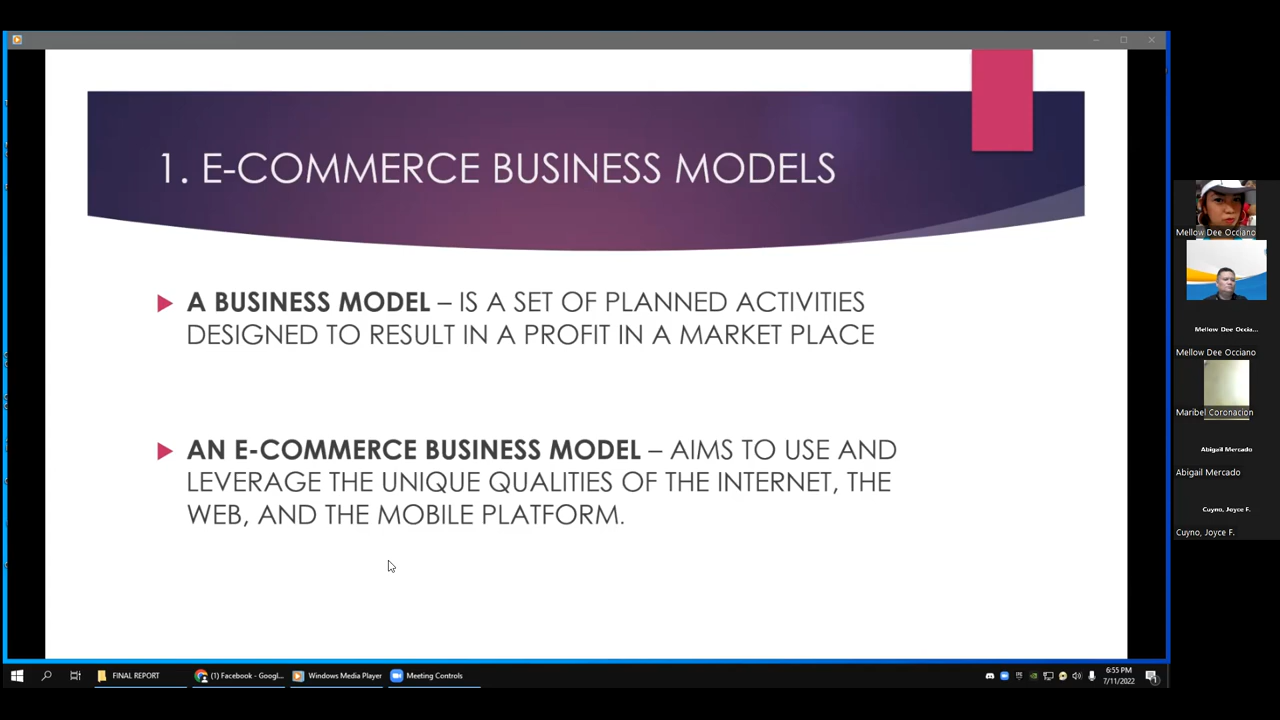 1. E-COMMERCE BUSINESS MODELS
A BUSINESS MODEL – IS A SET OF PLANNED ACTIVITIES
DESIGNED TO RESULT IN A PROFIT IN A MARKET PLACE
AN E-COMMERCE BUSINESS MODEL – AIMS TO USE AND
LEVERAGE THE UNIQUE QUALITIES OF THE INTERNET, THE
WEB, AND THE MOBILE PLATFORM.
Mellow Dee Occiano
Mellow Dee Occia...
Mellow Dee Occiano
Maribel Coronacion
Abigail Mercado
Abigail Mercado
Cuyno, Joyce F.
Cuyno, Joyce F.
FINAL REPORT
(1) Facebook - Googl...
Windows Media Player
Meeting Controls
6:55 PM
7/11/2022